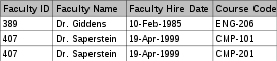 Faculty ID Faculty Name Faculty Hire Date Course Code
389 Dr. Giddens 10-Feb-1985 ENG-206
407 Dr. Saperstein 19-Apr-1999 CMP-101
407 Dr. Saperstein 19-Apr-1999 CMP-201